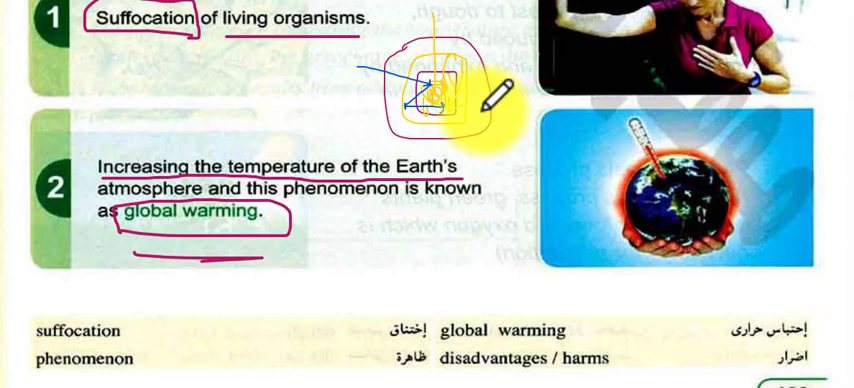 1
Suffocation of living organisms.
2
Increasing the temperature of the Earth's
atmosphere and this phenomenon is known
as global warming.
suffocation إختناق global warming إحتباس حرارى
phenomenon ظاهرة disadvantages / harms اضرار